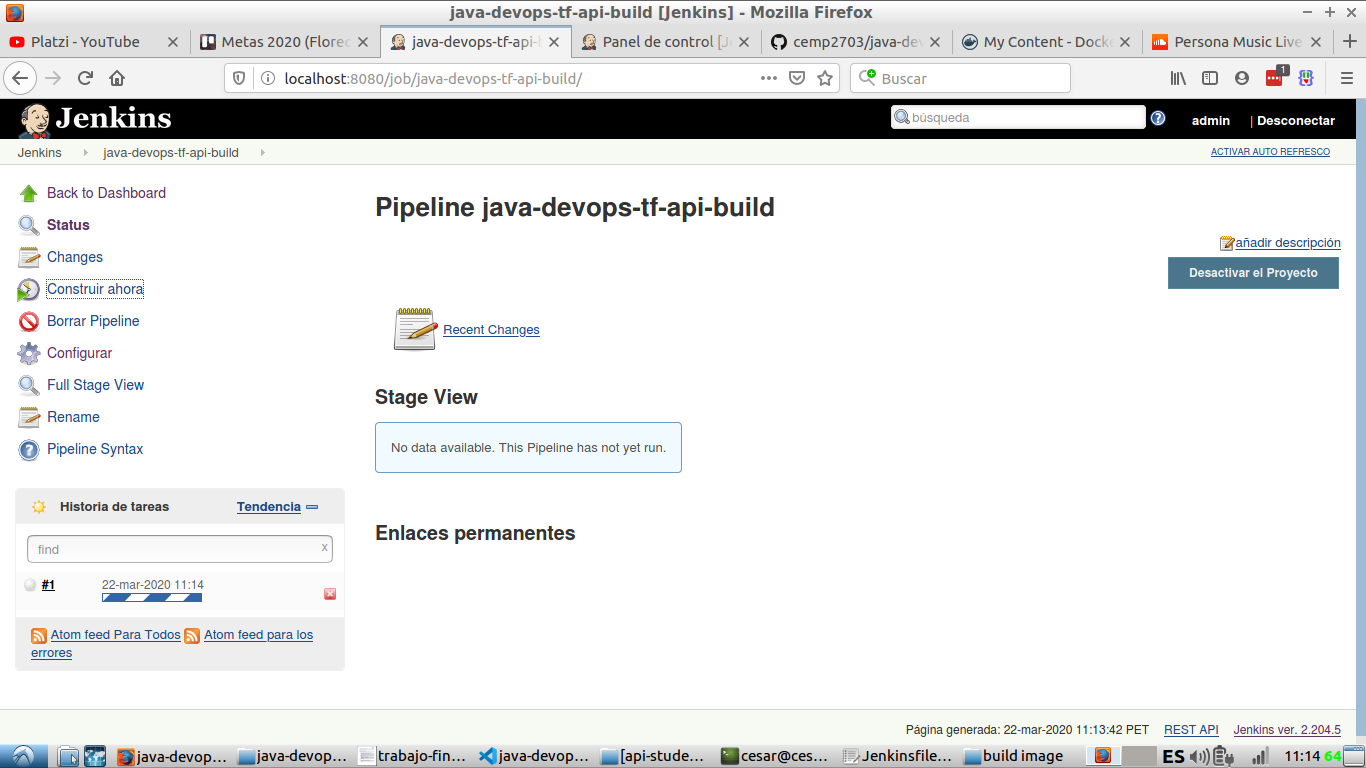 java-devops-tf-api-build [Jenkins] - Mozilla Firefox
Platzi - YouTube
Metas 2020 (Florec
java-devops-tf-api-b
Panel de control [Je
cemp2703/java-dev
My Content - Docke
Persona Music Live
localhost:8080/job/java-devops-tf-api-build/
Buscar
1
Jenkins
búsqueda
admin
| Desconectar
Jenkins
java-devops-tf-api-build
ACTIVAR AUTO REFRESCO
Back to Dashboard
Status
Changes
Construir ahora
Borrar Pipeline
Configurar
Full Stage View
Rename
Pipeline Syntax
Historia de tareas
Tendencia
find
x
#1
22-mar-2020 11:14
Atom feed Para Todos
Atom feed para los
errores
Pipeline java-devops-tf-api-build
añadir descripción
Desactivar el Proyecto
Recent Changes
Stage View
No data available. This Pipeline has not yet run.
Enlaces permanentes
Página generada: 22-mar-2020 11:13:42 PET
REST API
Jenkins ver. 2.204.5
java-devop...
java-devop...
trabajo-fin...
java-devop...
[api-stude...
cesar@ces...
Jenkinsfile...
build image
ES
11:14
64